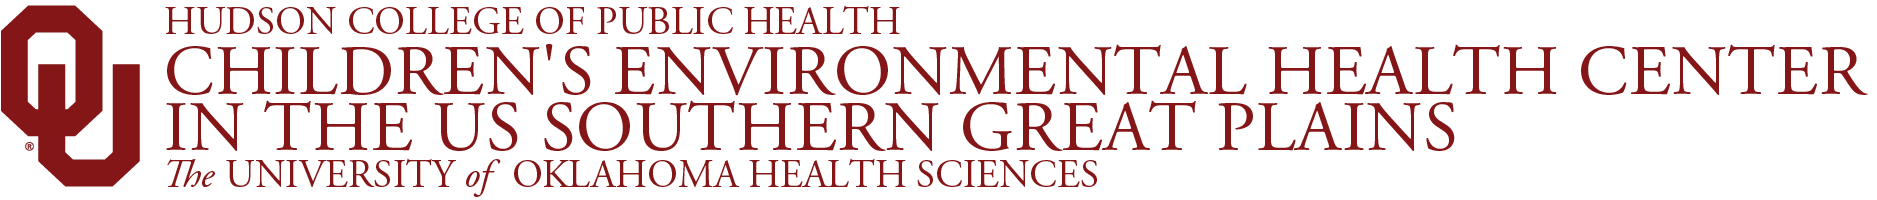 HUDSON COLLEGE OF PUBLIC HEALTH
CHILDREN'S ENVIRONMENTAL HEALTH CENTER
IN THE US SOUTHERN GREAT PLAINS
The UNIVERSITY of OKLAHOMA HEALTH SCIENCES
OU
®